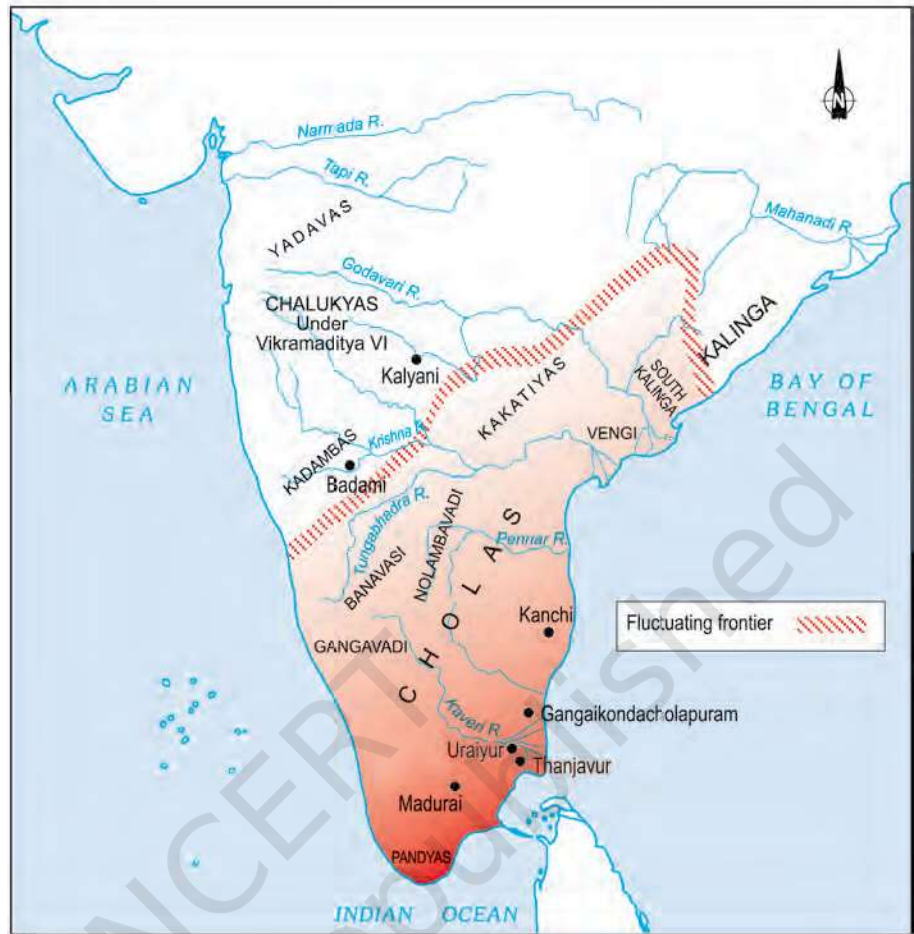 N
Narmada R.
Tapi R.
YADAVAS
Mahanadi R.
Godavari R.
CHALUKYAS
Under
Vikramaditya VI
Kalyani
KALINGA
SOUTH
KALINGA
KAKATIYAS
ARABIAN
SEA
BAY OF
BENGAL
VENGI
KADAMBAS
Krishna R.
Badami
Tungabhadra R.
NOLAMBAVADI
BANAVASI
Pennar R.
CHOLAS
Kanchi
Fluctuating frontier
GANGAVADI
Gangaikondacholapuram
Kaveri R.
Uraiyur
Thanjavur
Madurai
PANDYAS
INDIAN OCEAN
NCERT
republished